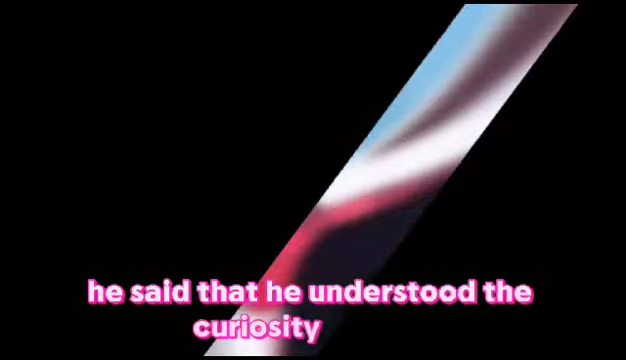 he said that he understood the
curiosity